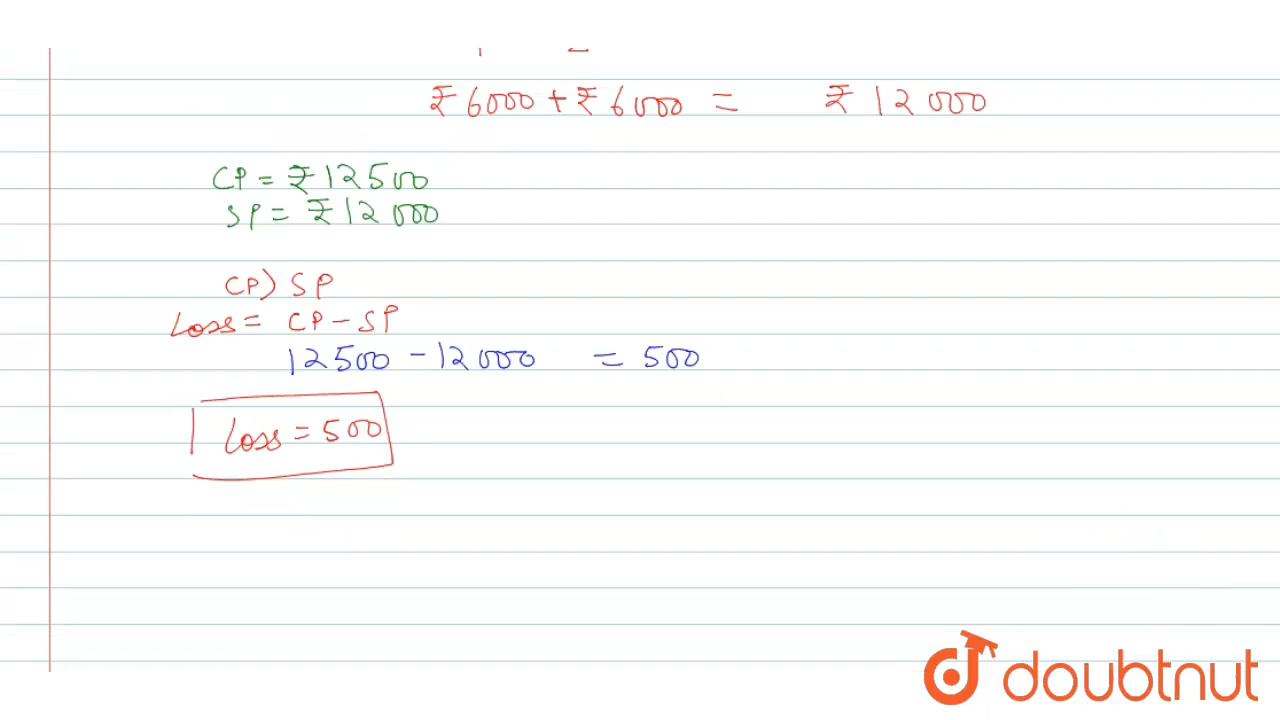 ₹6000 + ₹6000 = ₹12000
CP = ₹12500
SP = ₹12000
CP > SP
Loss = CP - SP
12500 - 12000 = 500
Loss = 500
doubtnut